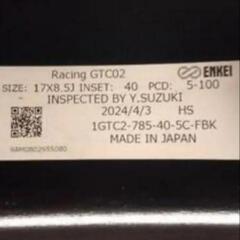 Racing GTC02 ENKEI
SIZE: 17X8.5J INSET: 40 PCD: 5-100
INSPECTED BY Y.SUZUKI
2024/4/3 HS
1GTC2-785-40-5C-FBK
MADE IN JAPAN